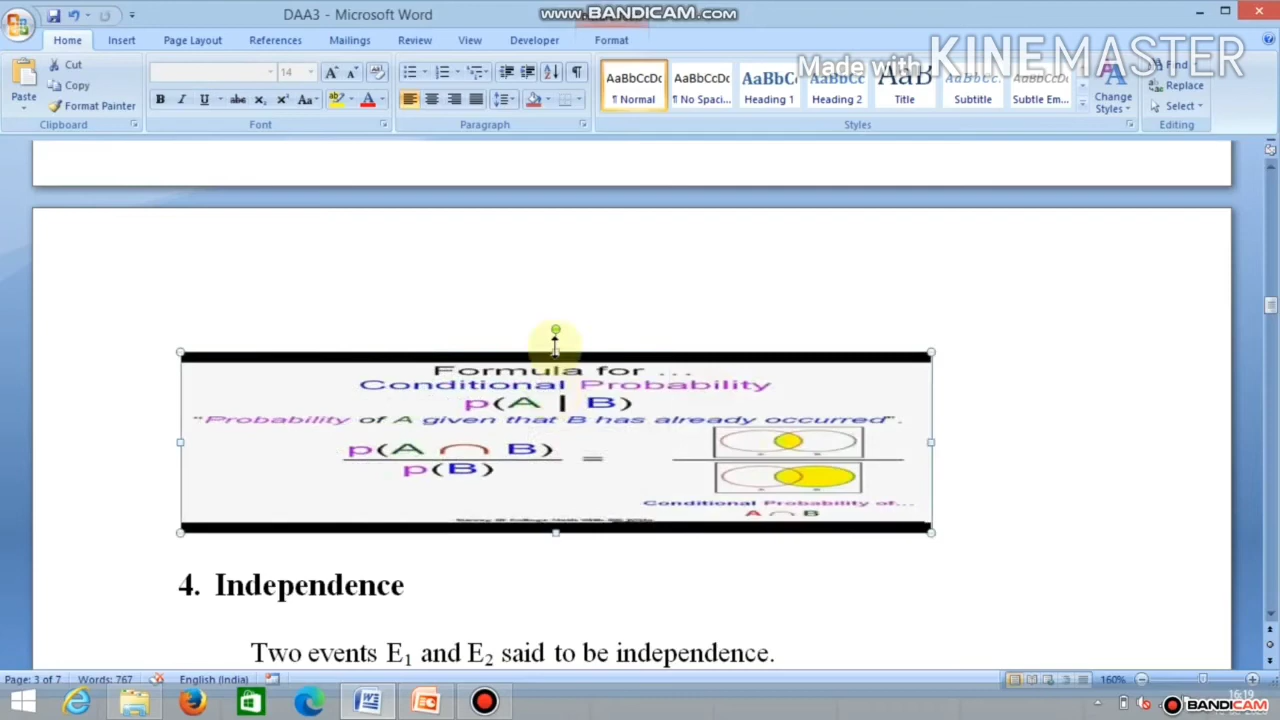 DAA3 - Microsoft Word
www.BANDICAM.com
Home Insert Page Layout References Mailings Review View Developer Format
Made with KINEMASTER
Cut
Copy
Format Painter
Paste
Clipboard
14
Font
Paragraph
AaBbCcDc AaBbCcDc AaBbC AaBbCc AaB AaBbCc. AaBbCcDc
¶ Normal ¶ No Spaci... Heading 1 Heading 2 Title Subtitle Subtle Em...
Change Styles
Styles
Find
Replace
Select
Editing
Formula for ...
Conditional Probability
p(A | B)
"Probability of A given that B has already occurred".
p(A ∩ B)
p(B)
=
Conditional Probability of...
A ∩ B
4. Independence
Two events E₁ and E₂ said to be independence.
Page: 3 of 7 Words: 767 English (India) 160%
16:19
BANDICAM